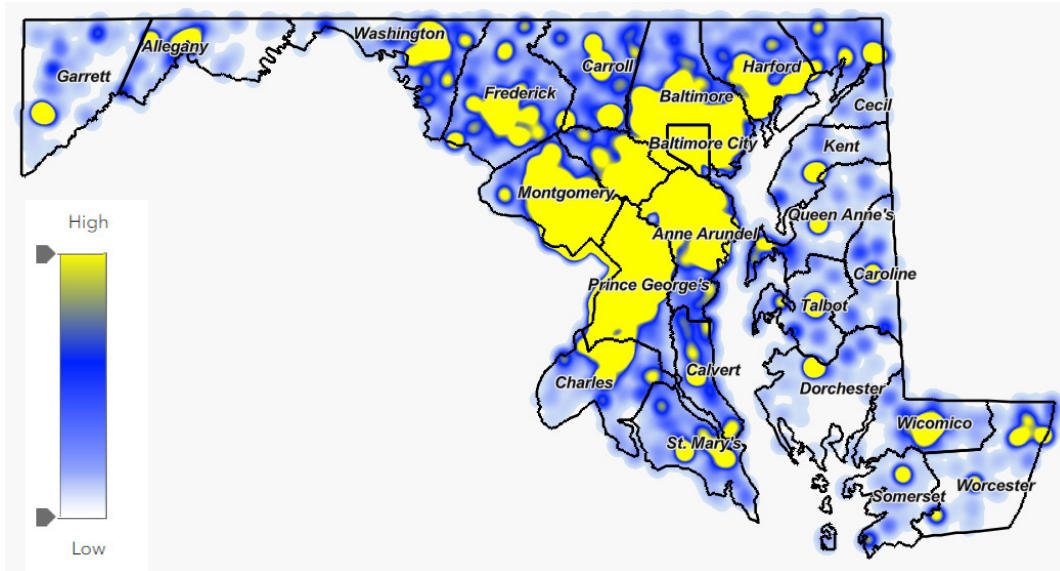 Washington
Allegany
Garrett
Carroll
Harford
Frederick
Baltimore
Cecil
Baltimore City
Kent
Montgomery
Queen Anne's
High
Anne Arundel
Caroline
Prince George's
Talbot
Calvert
Charles
Dorchester
Wicomico
St. Mary's
Worcester
Somerset
Low